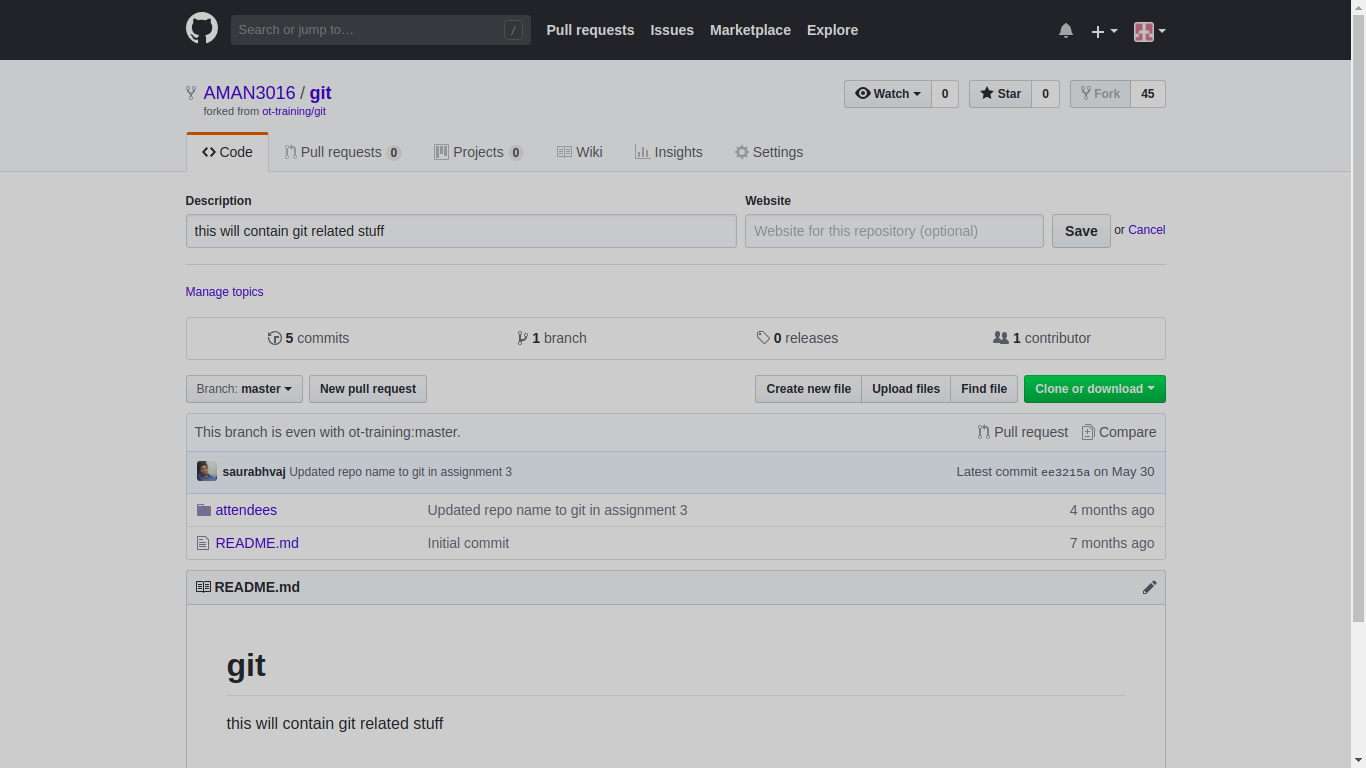 Search or jump to… /
Pull requests Issues Marketplace Explore
AMAN3016 / git
forked from ot-training/git
Watch 0 Star 0 Fork 45
Code Pull requests 0 Projects 0 Wiki Insights Settings
Description Website
this will contain git related stuff Website for this repository (optional) Save or Cancel
Manage topics
5 commits 1 branch 0 releases 1 contributor
Branch: master New pull request Create new file Upload files Find file Clone or download
This branch is even with ot-training:master. Pull request Compare
saurabhvaj Updated repo name to git in assignment 3 Latest commit ee3215a on May 30
attendees Updated repo name to git in assignment 3 4 months ago
README.md Initial commit 7 months ago
README.md
git
this will contain git related stuff